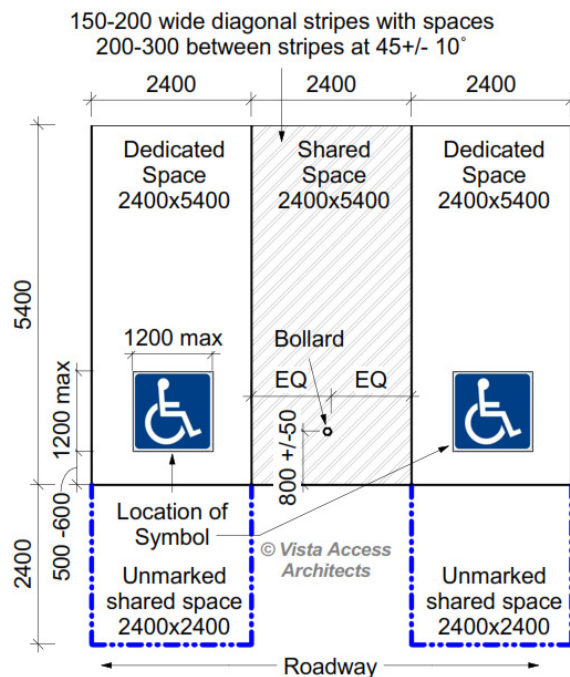 150-200 wide diagonal stripes with spaces
200-300 between stripes at 45+/- 10°
2400
2400
2400
Dedicated
Space
2400x5400
Shared
Space
2400x5400
Dedicated
Space
2400x5400
5400
1200 max
Bollard
EQ
EQ
1200 max
800 +/-50
500 -600
Location of
Symbol
© Vista Access
Architects
2400
Unmarked
shared space
2400x2400
Unmarked
shared space
2400x2400
Roadway